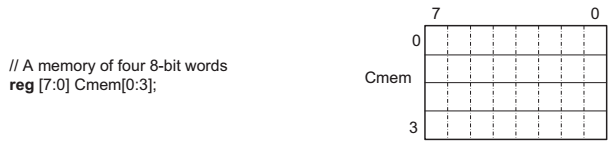 // A memory of four 8-bit words
reg [7:0] Cmem[0:3];
7 0
0
Cmem
3